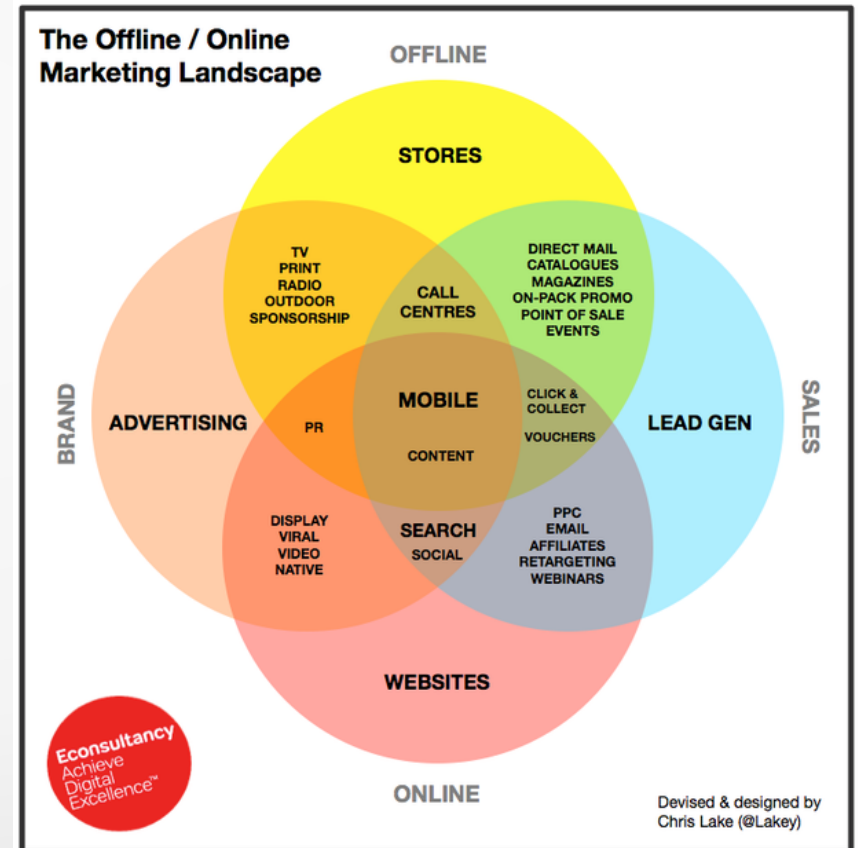 The Offline / Online
Marketing Landscape
OFFLINE
STORES
TV
PRINT
RADIO
OUTDOOR
SPONSORSHIP
CALL
CENTRES
DIRECT MAIL
CATALOGUES
MAGAZINES
ON-PACK PROMO
POINT OF SALE
EVENTS
BRAND
ADVERTISING
PR
MOBILE
CONTENT
CLICK &
COLLECT
VOUCHERS
LEAD GEN
SALES
DISPLAY
VIRAL
VIDEO
NATIVE
SEARCH
SOCIAL
PPC
EMAIL
AFFILIATES
RETARGETING
WEBINARS
WEBSITES
Econsultancy
Achieve
Digital
Excellence™
ONLINE
Devised & designed by
Chris Lake (@Lakey)